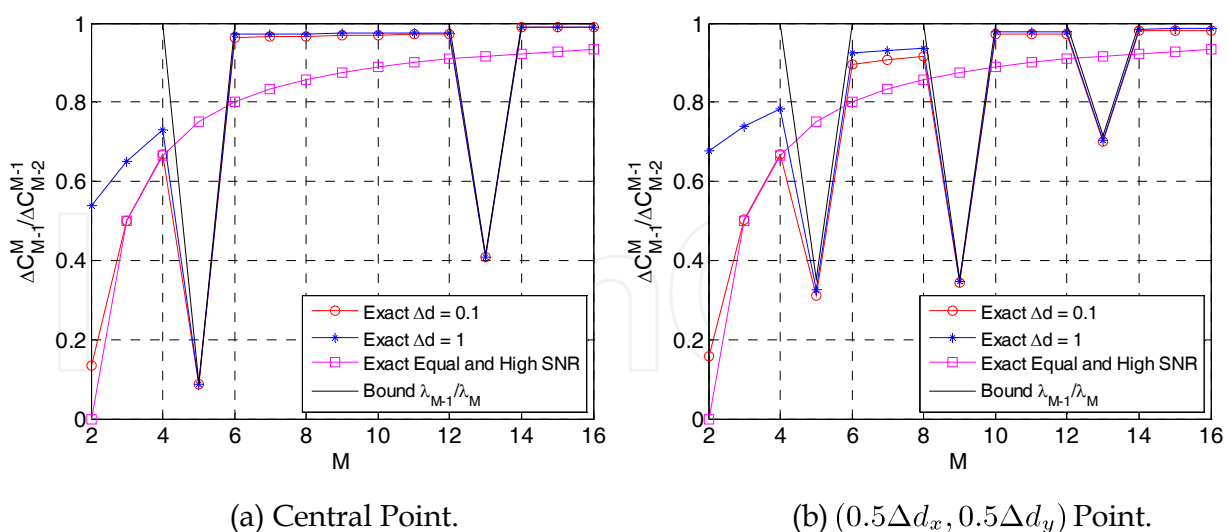 1
0.8
0.6
0.4
0.2
0
ΔC^M_{M-1}/ΔC^{M-1}_{M-2}
Exact Δd = 0.1
Exact Δd = 1
Exact Equal and High SNR
Bound λ_{M-1}/λ_M
2 4 6 8 10 12 14 16
M
(a) Central Point.
1
0.8
0.6
0.4
0.2
0
ΔC^M_{M-1}/ΔC^{M-1}_{M-2}
Exact Δd = 0.1
Exact Δd = 1
Exact Equal and High SNR
Bound λ_{M-1}/λ_M
2 4 6 8 10 12 14 16
M
(b) (0.5Δd_x, 0.5Δd_y) Point.